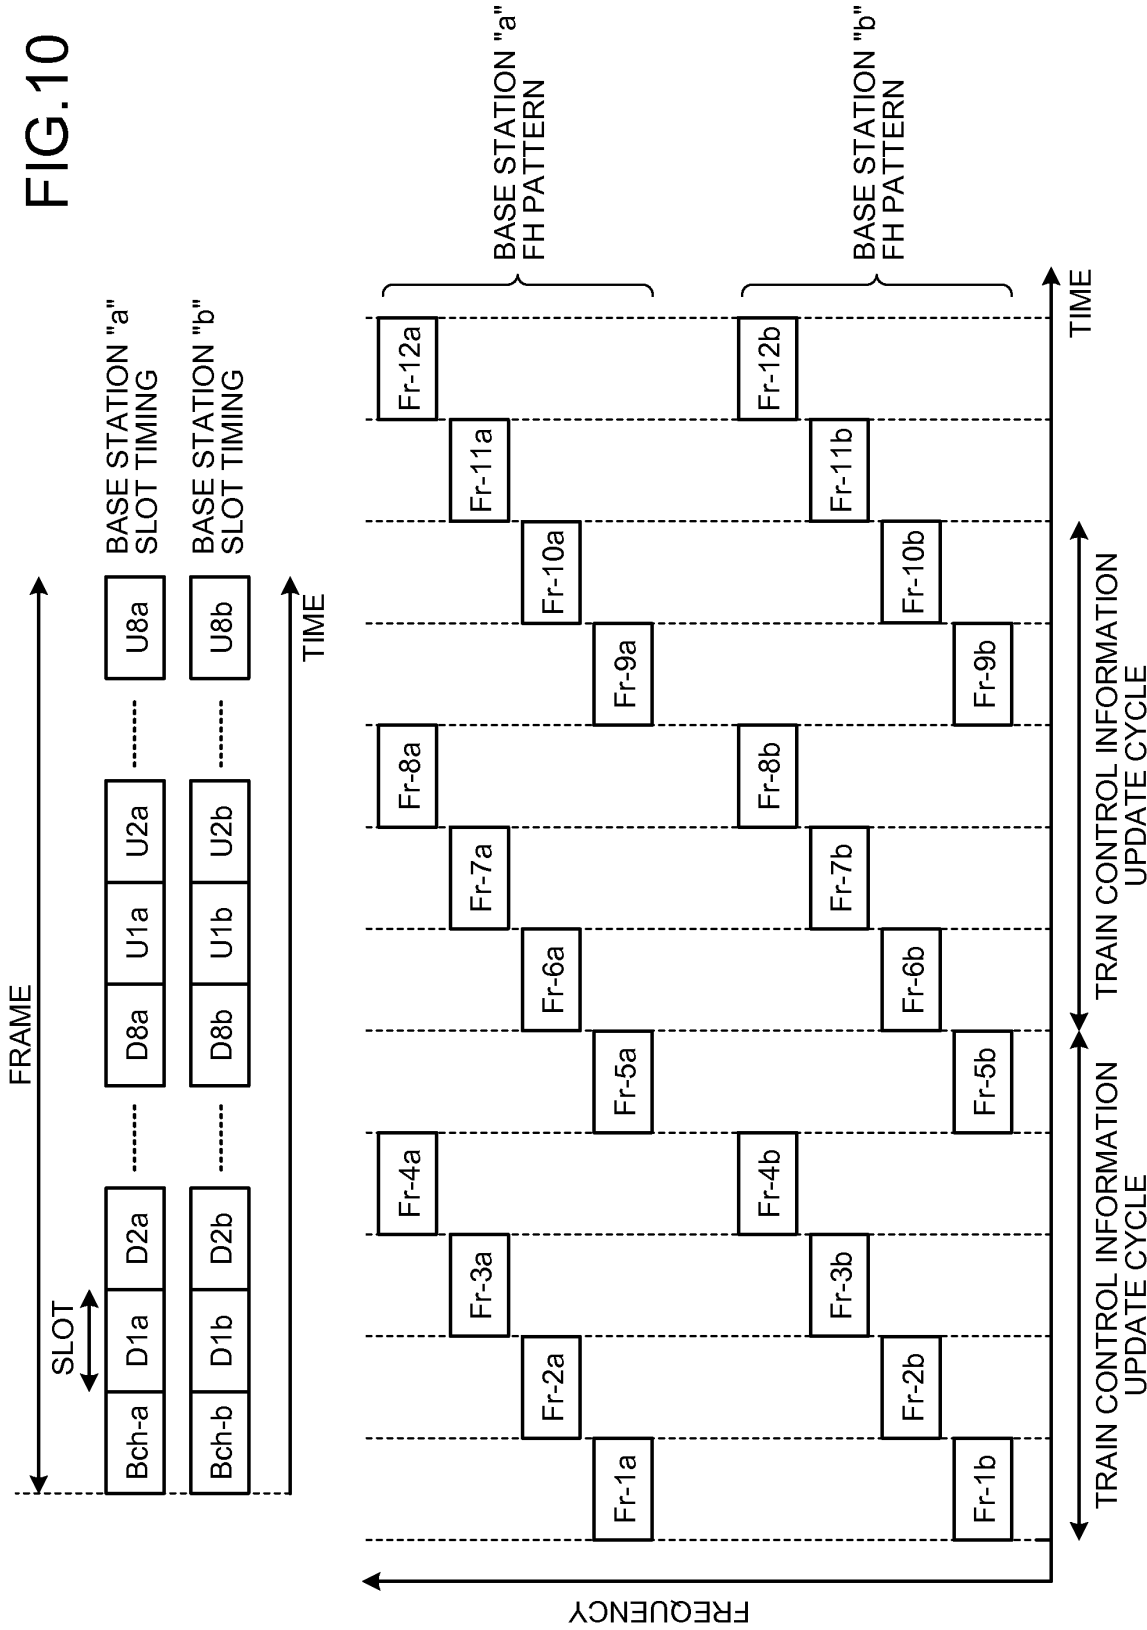 FIG.10
FRAME
SLOT
Bch-a D1a D2a D8a U1a U2a U8a
BASE STATION "a"
SLOT TIMING
Bch-b D1b D2b D8b U1b U2b U8b
BASE STATION "b"
SLOT TIMING
TIME
FREQUENCY
Fr-4a Fr-8a Fr-12a
Fr-3a Fr-7a Fr-11a
Fr-2a Fr-6a Fr-10a
Fr-1a Fr-5a Fr-9a
BASE STATION "a"
FH PATTERN
Fr-4b Fr-8b Fr-12b
Fr-3b Fr-7b Fr-11b
Fr-2b Fr-6b Fr-10b
Fr-1b Fr-5b Fr-9b
BASE STATION "b"
FH PATTERN
TIME
TRAIN CONTROL INFORMATION
UPDATE CYCLE
TRAIN CONTROL INFORMATION
UPDATE CYCLE